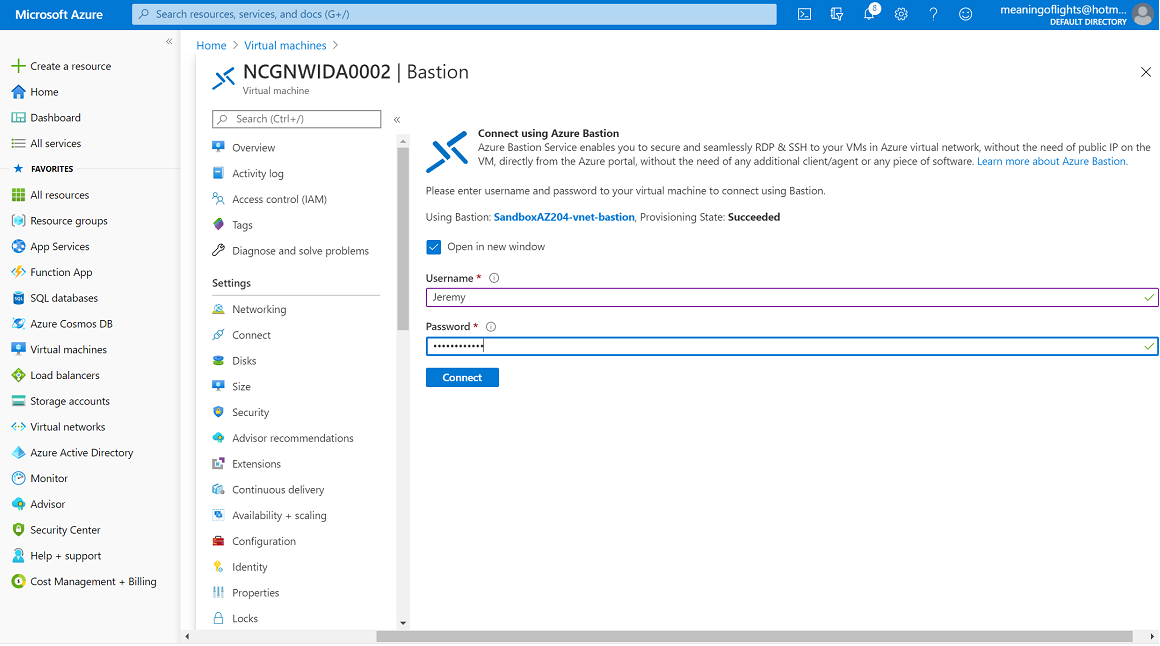 Microsoft Azure
Search resources, services, and docs (G+/)
8
meaningoflights@hotm...
DEFAULT DIRECTORY
«
Create a resource
Home
Dashboard
All services
FAVORITES
All resources
Resource groups
App Services
Function App
SQL databases
Azure Cosmos DB
Virtual machines
Load balancers
Storage accounts
Virtual networks
Azure Active Directory
Monitor
Advisor
Security Center
Help + support
Cost Management + Billing
Home > Virtual machines >
NCGNWIDA0002 | Bastion
Virtual machine
Search (Ctrl+/)
«
Overview
Activity log
Access control (IAM)
Tags
Diagnose and solve problems
Settings
Networking
Connect
Disks
Size
Security
Advisor recommendations
Extensions
Continuous delivery
Availability + scaling
Configuration
Identity
Properties
Locks
Connect using Azure Bastion
Azure Bastion Service enables you to secure and seamlessly RDP & SSH to your VMs in Azure virtual network, without the need of public IP on the
VM, directly from the Azure portal, without the need of any additional client/agent or any piece of software. Learn more about Azure Bastion.
Please enter username and password to your virtual machine to connect using Bastion.
Using Bastion: SandboxAZ204-vnet-bastion, Provisioning State: Succeeded
Open in new window
Username *
Jeremy
Password *
••••••••••••
Connect